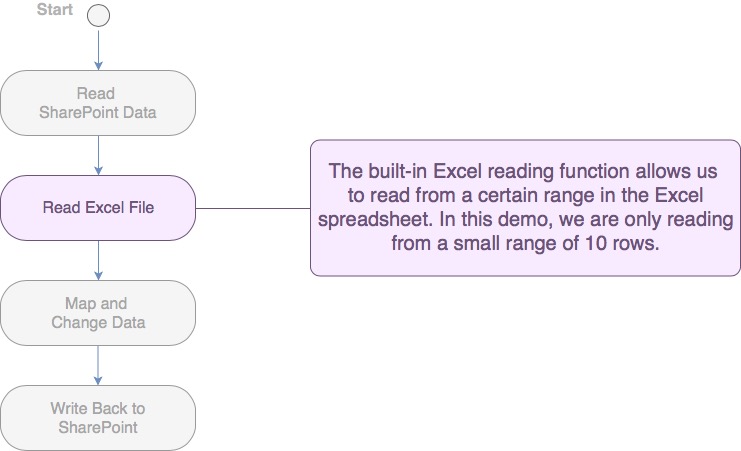 Start
Read
SharePoint Data
Read Excel File
The built-in Excel reading function allows us
to read from a certain range in the Excel
spreadsheet. In this demo, we are only reading
from a small range of 10 rows.
Map and
Change Data
Write Back to
SharePoint